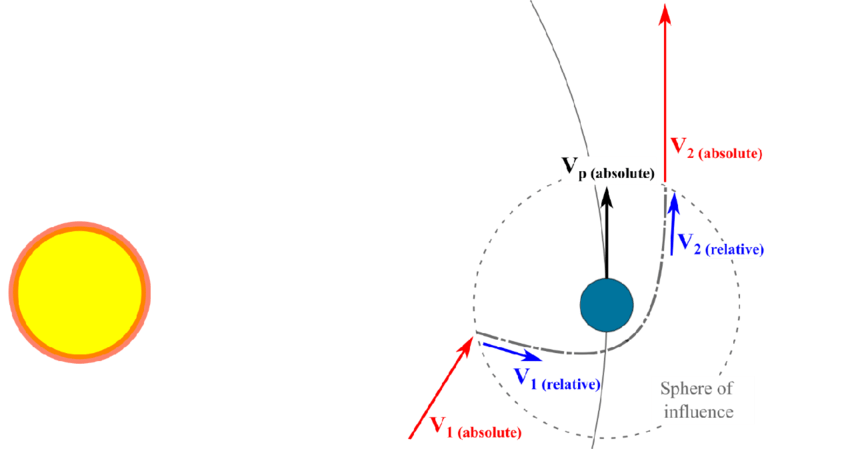 V2 (absolute)
Vp (absolute)
V2 (relative)
V1 (relative)
Sphere of
influence
V1 (absolute)